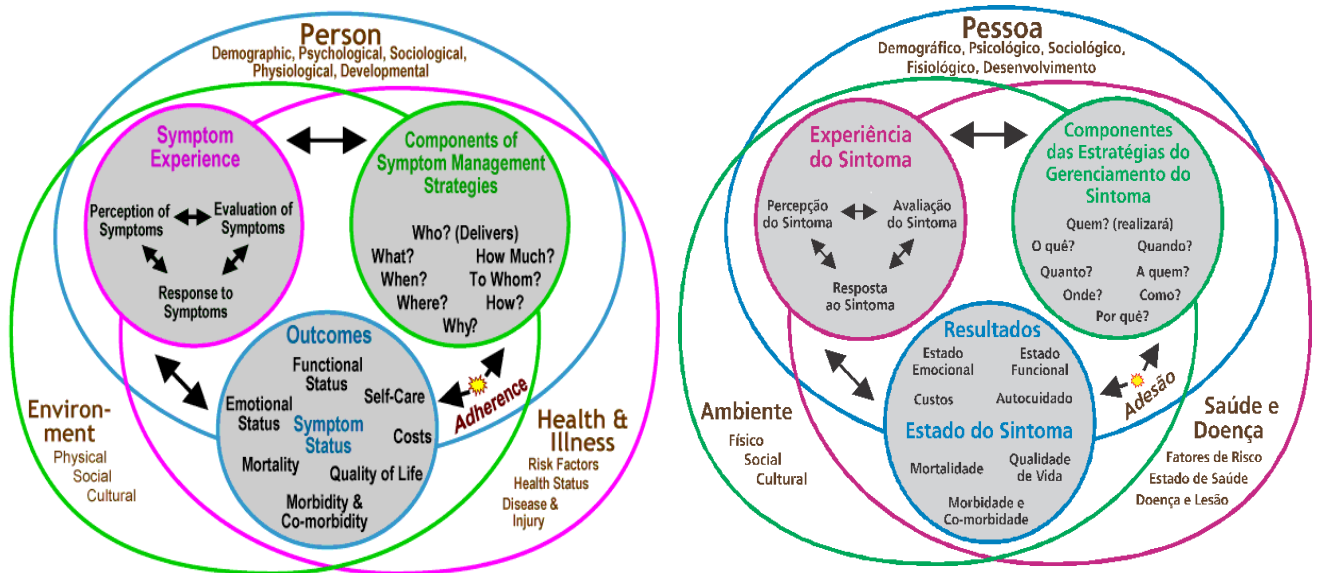 Person
Demographic, Psychological, Sociological,
Physiological, Developmental
Symptom
Experience
Perception of
Symptoms
Evaluation of
Symptoms
Response to
Symptoms
Components of
Symptom Management
Strategies
Who? (Delivers)
What?
How Much?
When?
To Whom?
Where?
How?
Why?
Outcomes
Functional
Status
Self-Care
Emotional
Status
Symptom
Status
Costs
Mortality
Quality of Life
Morbidity &
Co-morbidity
Adherence
Environ-
ment
Physical
Social
Cultural
Health &
Illness
Risk Factors
Health Status
Disease &
Injury
Pessoa
Demográfico, Psicológico, Sociológico,
Fisiológico, Desenvolvimento
Experiência
do Sintoma
Percepção
do Sintoma
Avaliação
do Sintoma
Resposta
ao Sintoma
Componentes
das Estratégias do
Gerenciamento do
Sintoma
Quem? (realizará)
O quê?
Quando?
Quanto?
A quem?
Onde?
Como?
Por quê?
Resultados
Estado
Emocional
Estado
Funcional
Custos
Autocuidado
Estado do Sintoma
Mortalidade
Qualidade
de Vida
Morbidade e
Co-morbidade
Adesão
Ambiente
Físico
Social
Cultural
Saúde e
Doença
Fatores de Risco
Estado de Saúde
Doença e Lesão